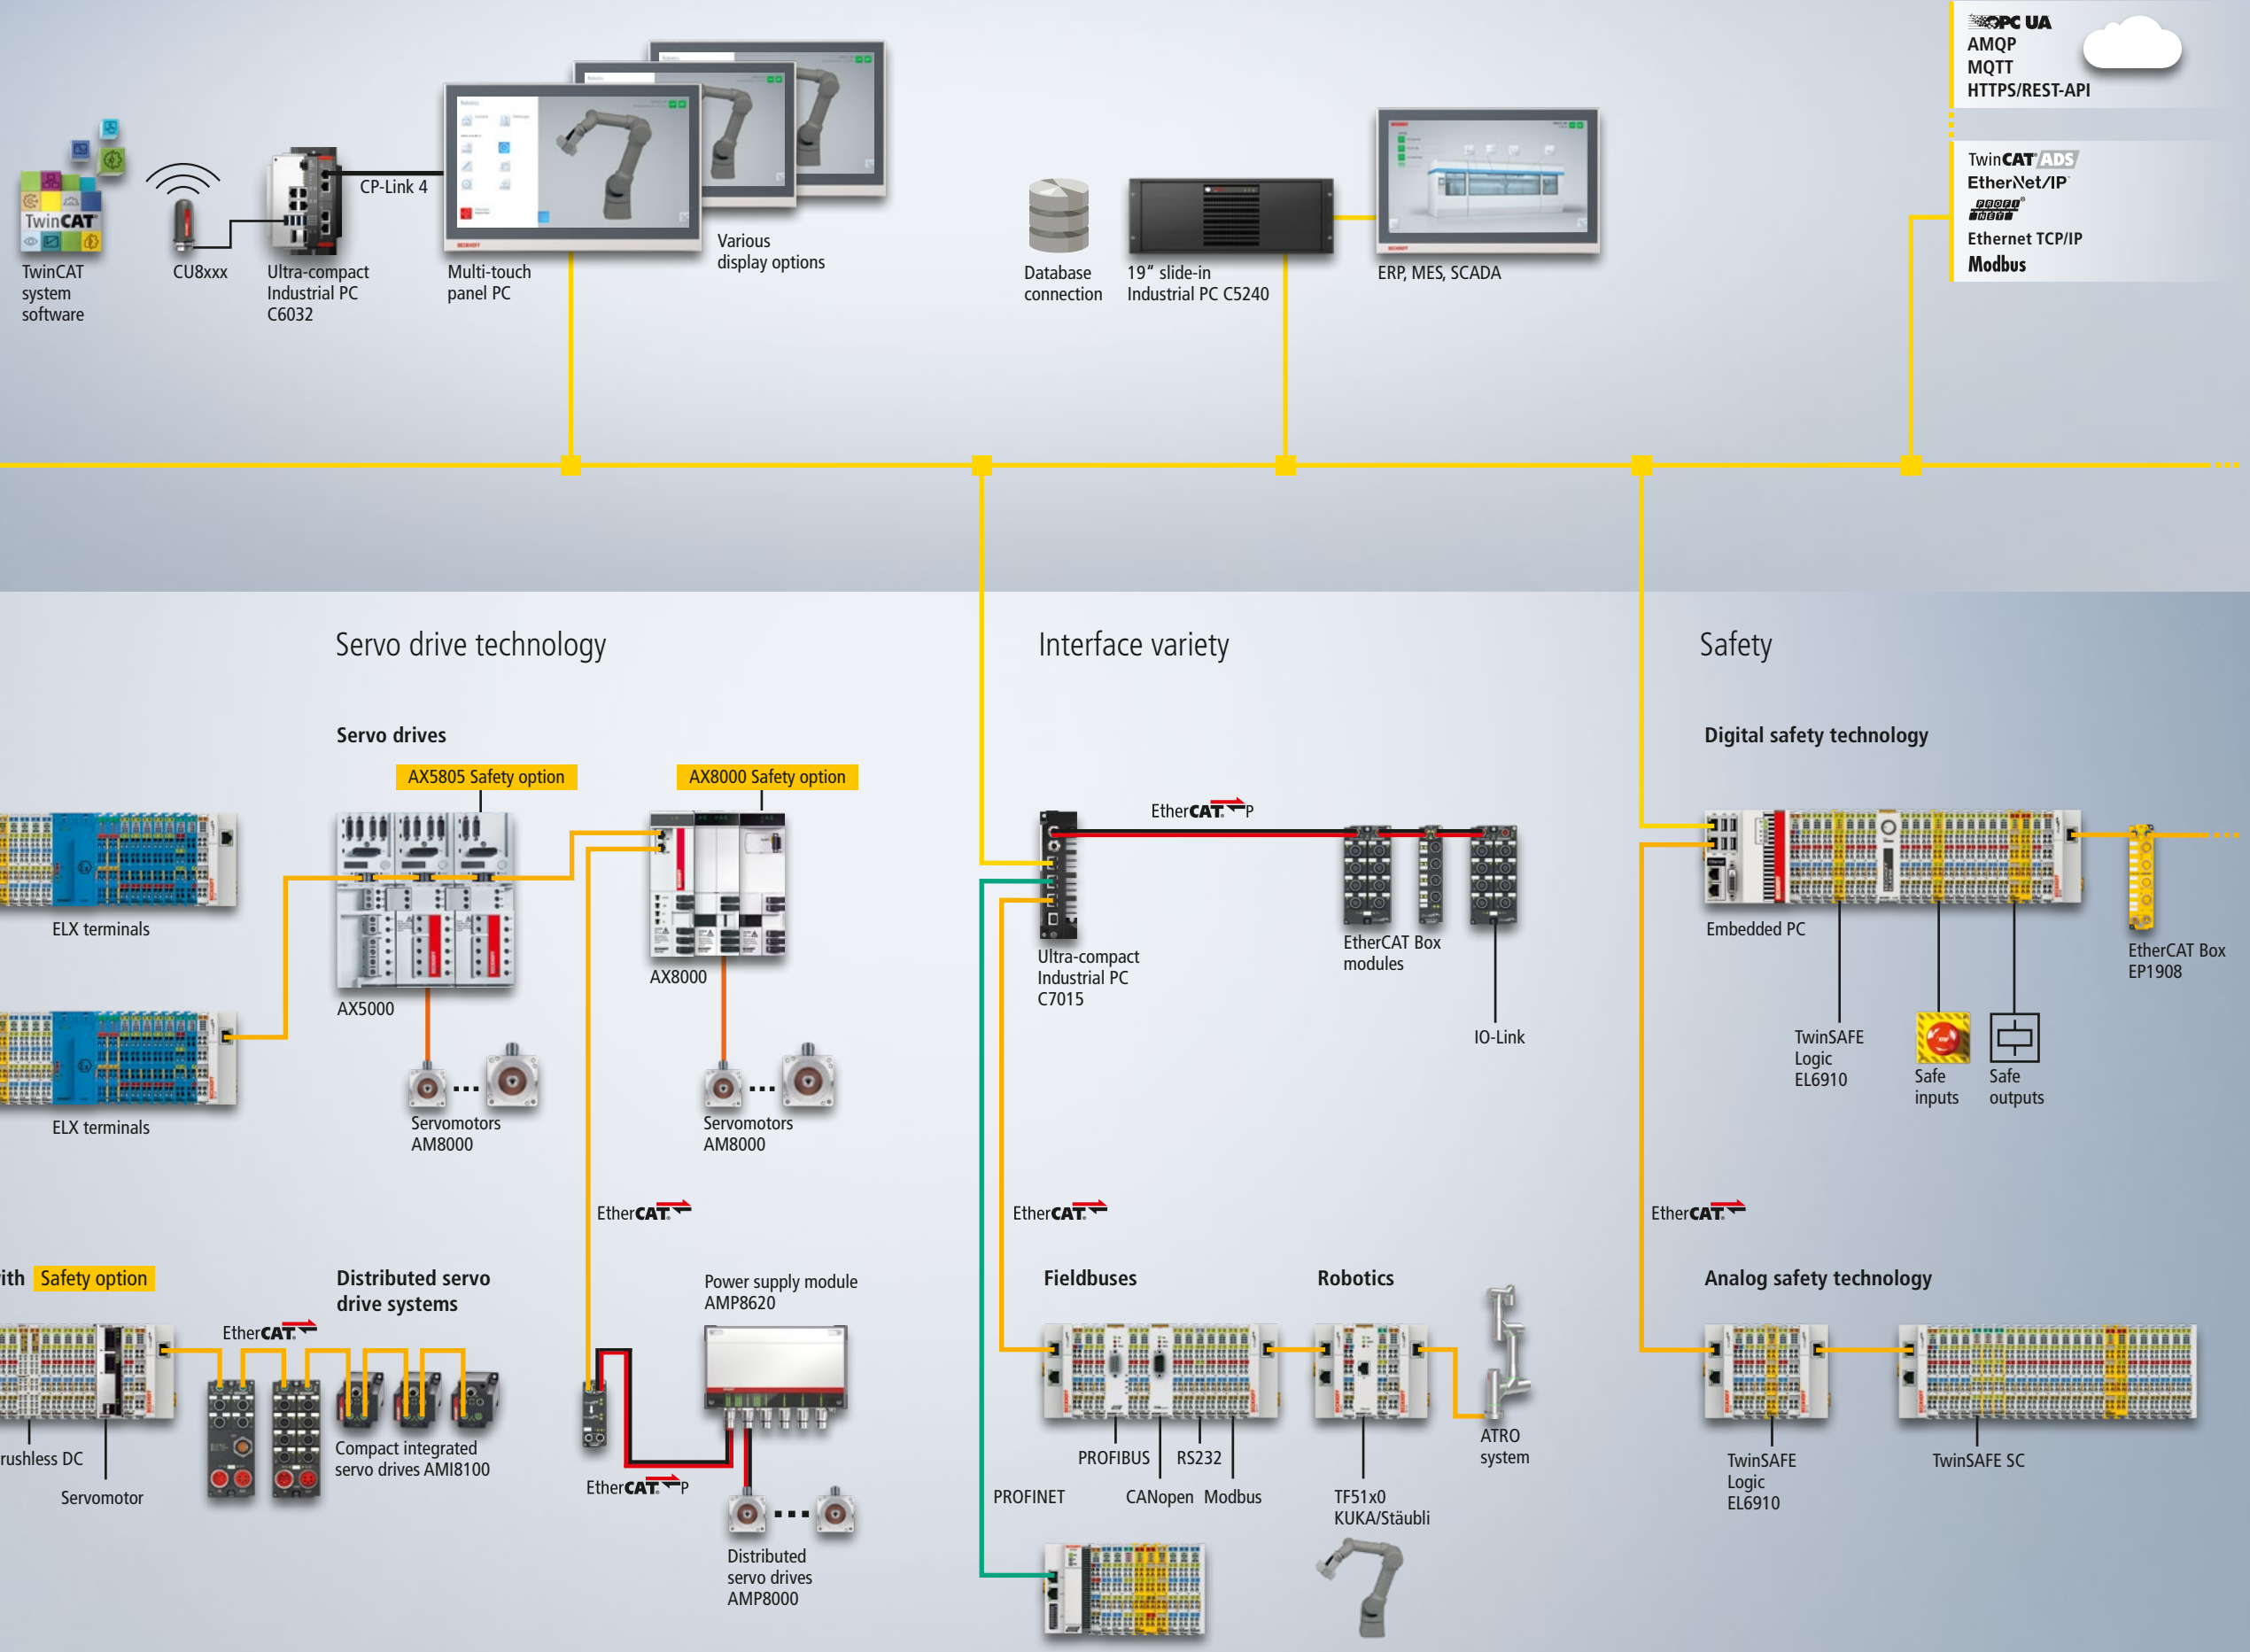 OPC UA
AMQP
MQTT
HTTPS/REST-API
TwinCAT® ADS
EtherNet/IP™
PROFI
NET®
Ethernet TCP/IP
Modbus
TwinCAT®
TwinCAT
system
software
CU8xxx
Ultra-compact
Industrial PC
C6032
CP-Link 4
BECKHOFF
Multi-touch
panel PC
Various
display options
Database
connection
19“ slide-in
Industrial PC C5240
BECKHOFF
ERP, MES, SCADA
Servo drive technology
Interface variety
Safety
Servo drives
AX5805 Safety option
AX8000 Safety option
ELX terminals
AX5000
AX8000
Servomotors
AM8000
Servomotors
AM8000
ELX terminals
EtherCAT®
ith Safety option
Distributed servo
drive systems
EtherCAT®
Power supply module
AMP8620
Compact integrated
servo drives AMI8100
rushless DC
Servomotor
EtherCAT® P
Distributed
servo drives
AMP8000
EtherCAT® P
Ultra-compact
Industrial PC
C7015
EtherCAT Box
modules
IO-Link
EtherCAT®
Fieldbuses
Robotics
PROFIBUS
RS232
PROFINET
CANopen
Modbus
TF51x0
KUKA/Stäubli
ATRO
system
Digital safety technology
Embedded PC
EtherCAT Box
EP1908
TwinSAFE
Logic
EL6910
Safe
inputs
Safe
outputs
EtherCAT®
Analog safety technology
TwinSAFE
Logic
EL6910
TwinSAFE SC